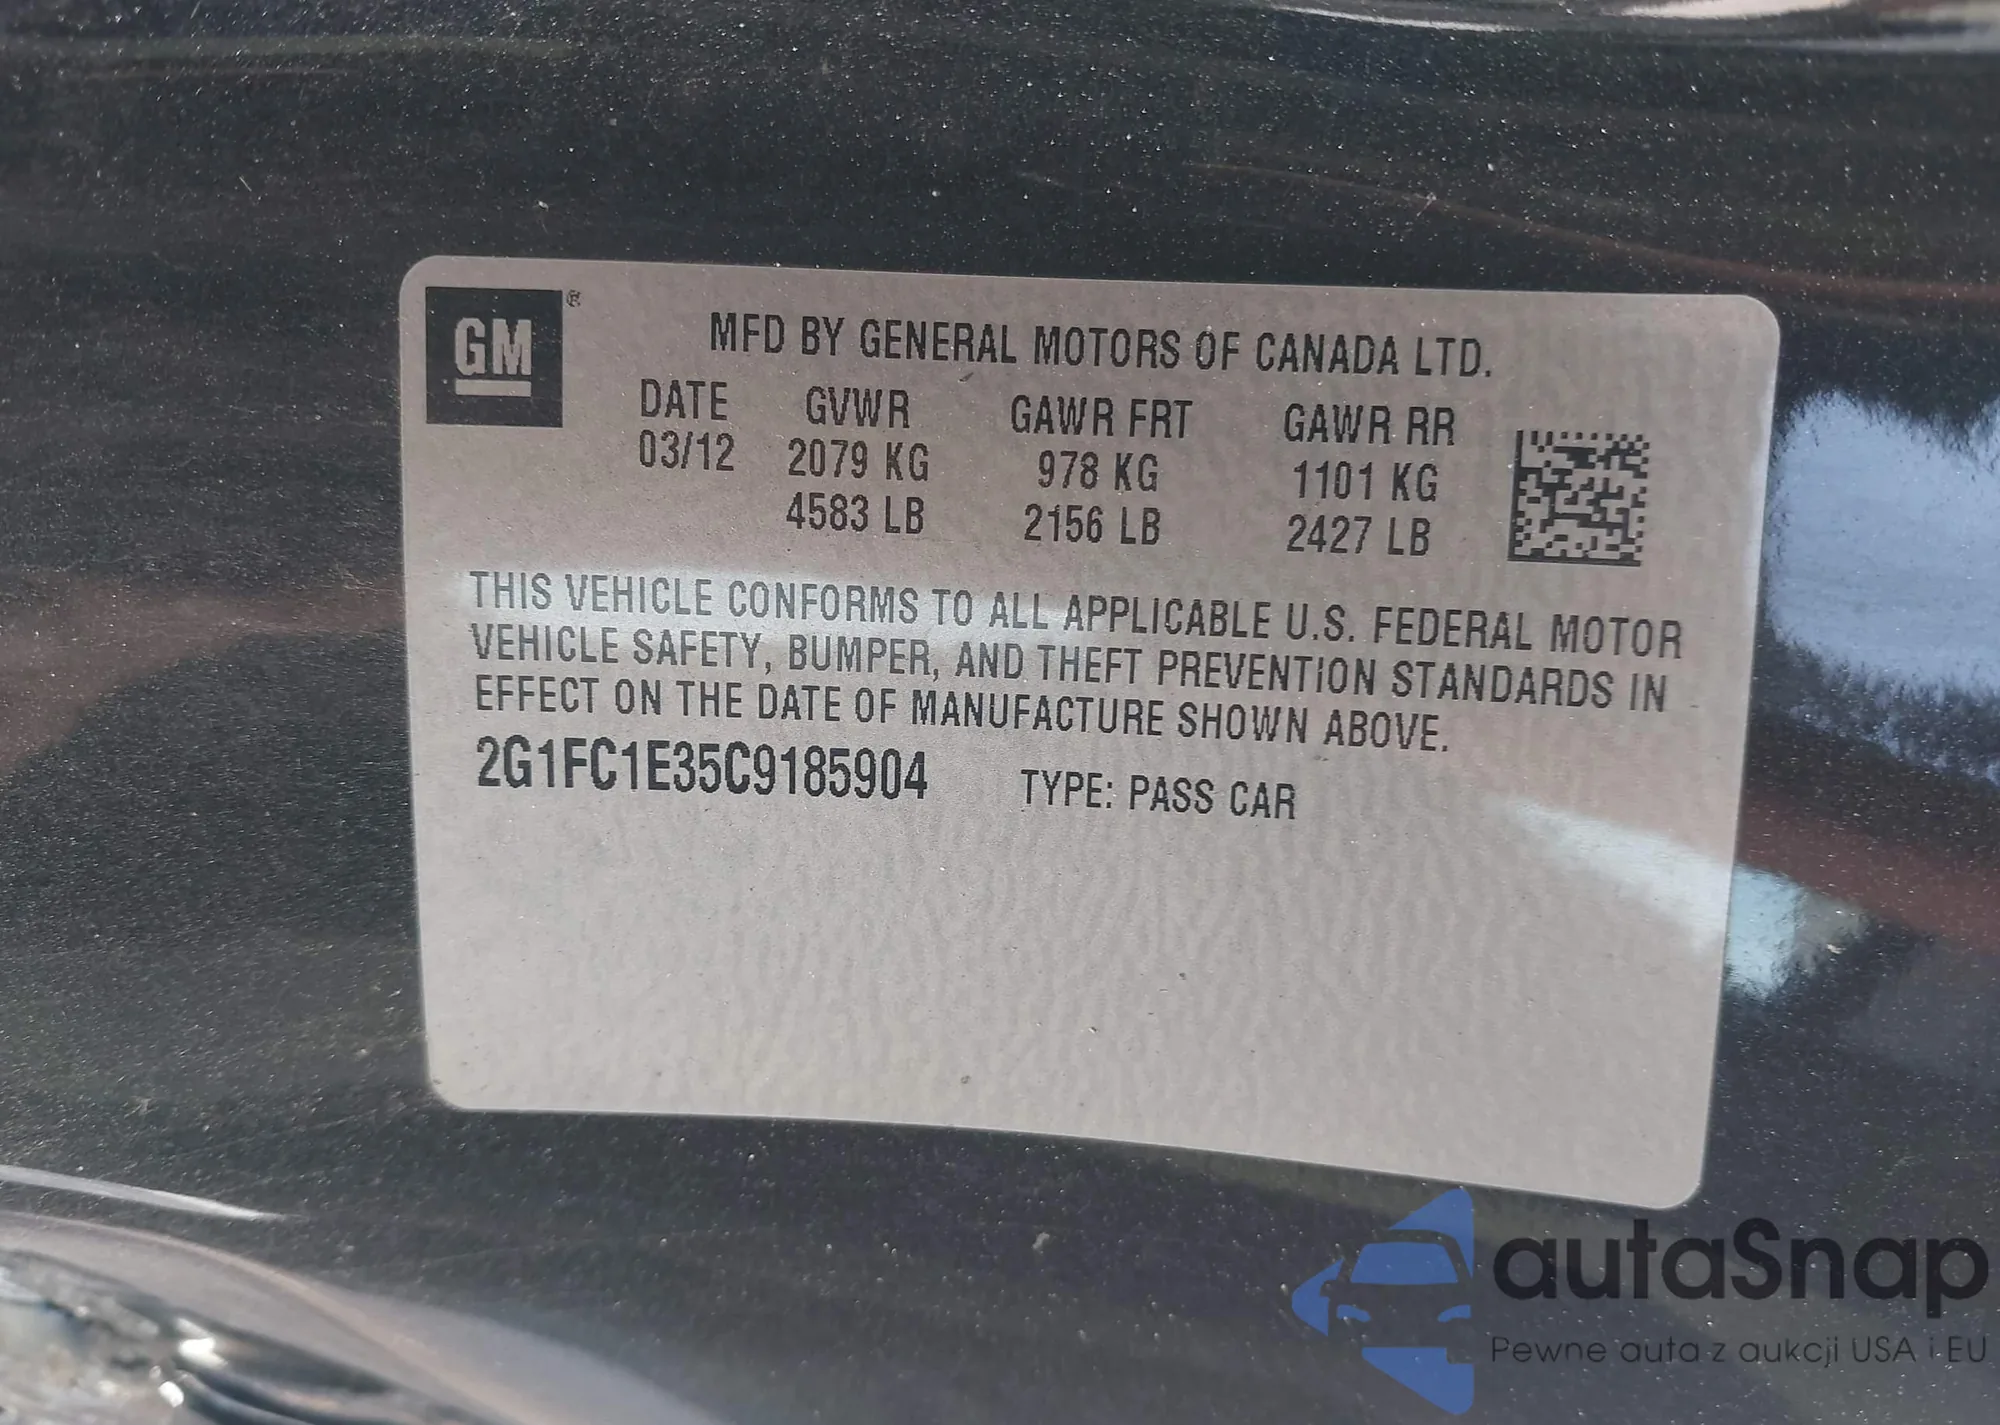 GM®
MFD BY GENERAL MOTORS OF CANADA LTD.
DATE GVWR GAWR FRT GAWR RR
03/12 2079 KG 978 KG 1101 KG
4583 LB 2156 LB 2427 LB
THIS VEHICLE CONFORMS TO ALL APPLICABLE U.S. FEDERAL MOTOR
VEHICLE SAFETY, BUMPER, AND THEFT PREVENTION STANDARDS IN
EFFECT ON THE DATE OF MANUFACTURE SHOWN ABOVE.
2G1FC1E35C9185904 TYPE: PASS CAR
autaSnap
Pewne auta z aukcji USA i EU